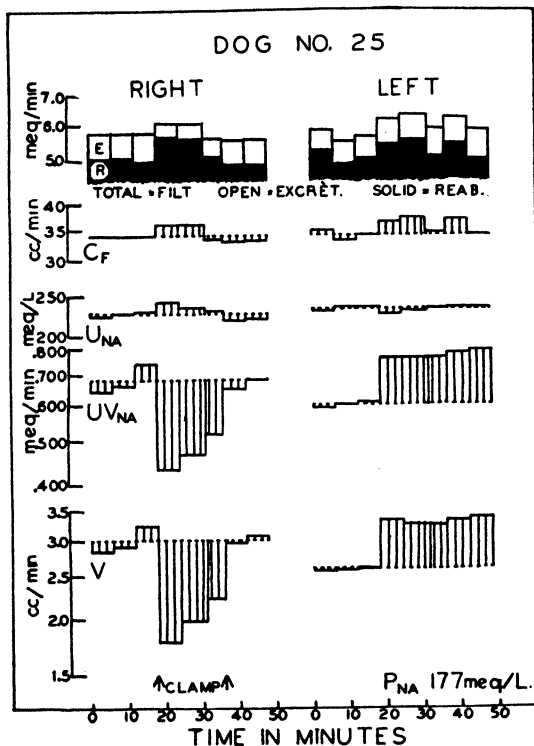 DOG NO. 25
RIGHT LEFT
meq/min
7.0
6.0
5.0
E
R
TOTAL = FILT OPEN = EXCRET. SOLID = REAB.
cc/min
40
35
30
CF
meq/L
250
200
UNA
meq/min
.800
.700
.600
.500
.400
UVNA
cc/min
3.5
3.0
2.5
2.0
1.5
V
↑CLAMP↑
PNA 177meq/L.
0 10 20 30 40 50 0 10 20 30 40 50
TIME IN MINUTES